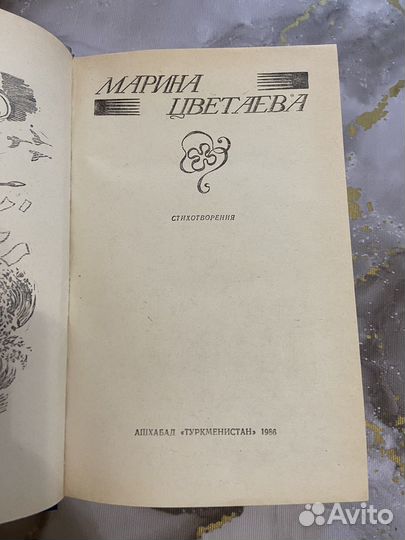 МАРИНА
ЦВЕТАЕВА
СТИХОТВОРЕНИЯ
АШХАБАД «ТУРКМЕНИСТАН» 1986
Avito